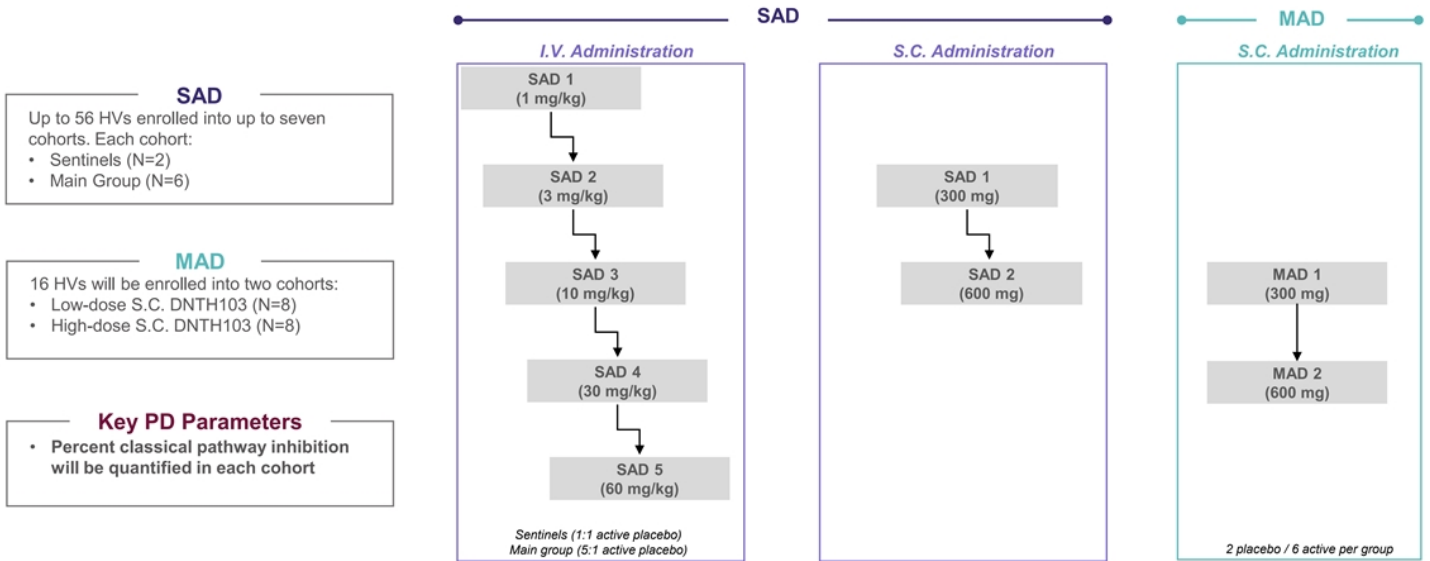 SAD
MAD
I.V. Administration
S.C. Administration
S.C. Administration
SAD
Up to 56 HVs enrolled into up to seven
cohorts. Each cohort:
• Sentinels (N=2)
• Main Group (N=6)
MAD
16 HVs will be enrolled into two cohorts:
• Low-dose S.C. DNTH103 (N=8)
• High-dose S.C. DNTH103 (N=8)
Key PD Parameters
• Percent classical pathway inhibition
will be quantified in each cohort
SAD 1
(1 mg/kg)
SAD 2
(3 mg/kg)
SAD 3
(10 mg/kg)
SAD 4
(30 mg/kg)
SAD 5
(60 mg/kg)
Sentinels (1:1 active placebo)
Main group (5:1 active placebo)
SAD 1
(300 mg)
SAD 2
(600 mg)
MAD 1
(300 mg)
MAD 2
(600 mg)
2 placebo / 6 active per group